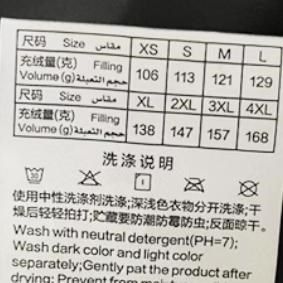 尺码 Size مقاس XS S M L
充绒量(克) Filling
Volume (g) حجم التعبئة 106 113 121 129
尺码 Size مقاس XL 2XL 3XL 4XL
充绒量(克) Filling
Volume (g) حجم التعبئة 138 147 157 168
洗涤说明
30
使用中性洗涤剂洗涤;深浅色衣物分开洗涤;干
燥后轻轻拍打;贮藏要防潮防霉防虫;反面晾干。
Wash with neutral detergent(PH=7);
Wash dark color and light color
separately;Gently pat the product after
drying; Prevent from